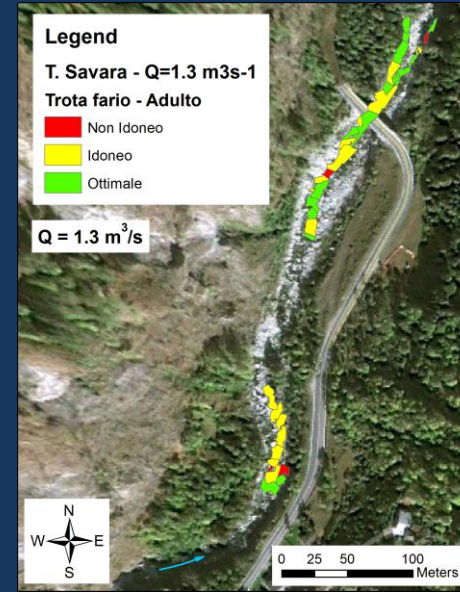 Legend
T. Savara - Q=1.3 m3s-1
Trota fario - Adulto
Non Idoneo
Idoneo
Ottimale
Q = 1.3 m³/s
N
W E
S
0 25 50 100
Meters